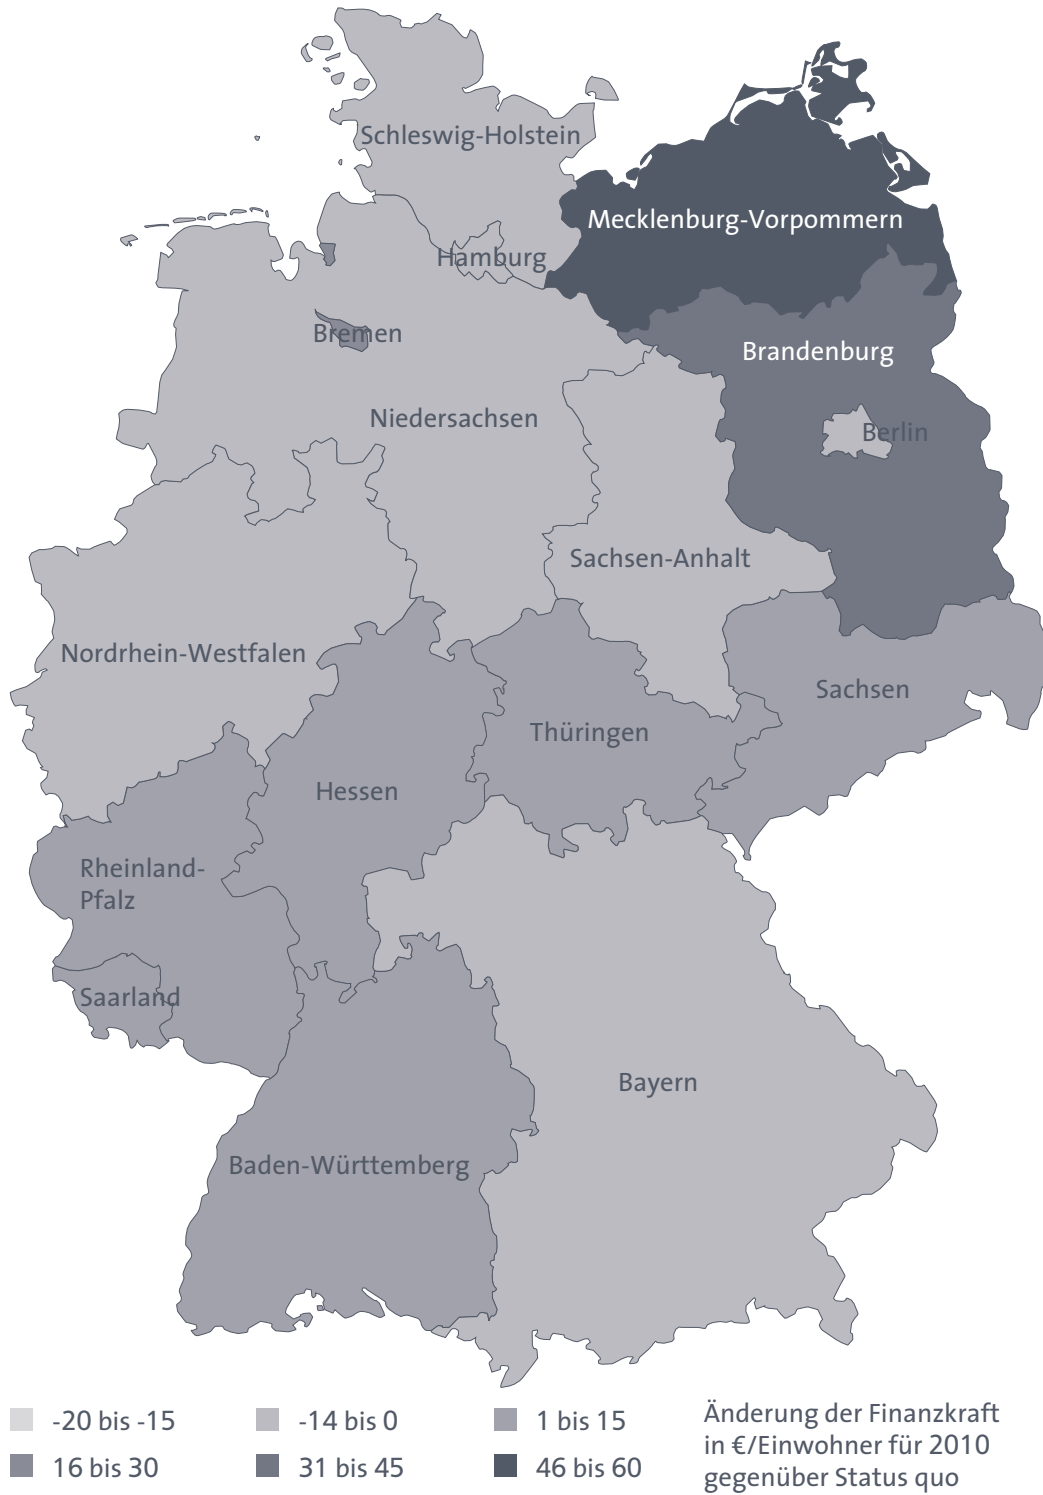 Schleswig-Holstein
Mecklenburg-Vorpommern
Hamburg
Bremen
Brandenburg
Niedersachsen
Berlin
Sachsen-Anhalt
Nordrhein-Westfalen
Sachsen
Thüringen
Hessen
Rheinland-
Pfalz
Saarland
Bayern
Baden-Württemberg
-20 bis -15
-14 bis 0
1 bis 15
16 bis 30
31 bis 45
46 bis 60
Änderung der Finanzkraft
in €/Einwohner für 2010
gegenüber Status quo